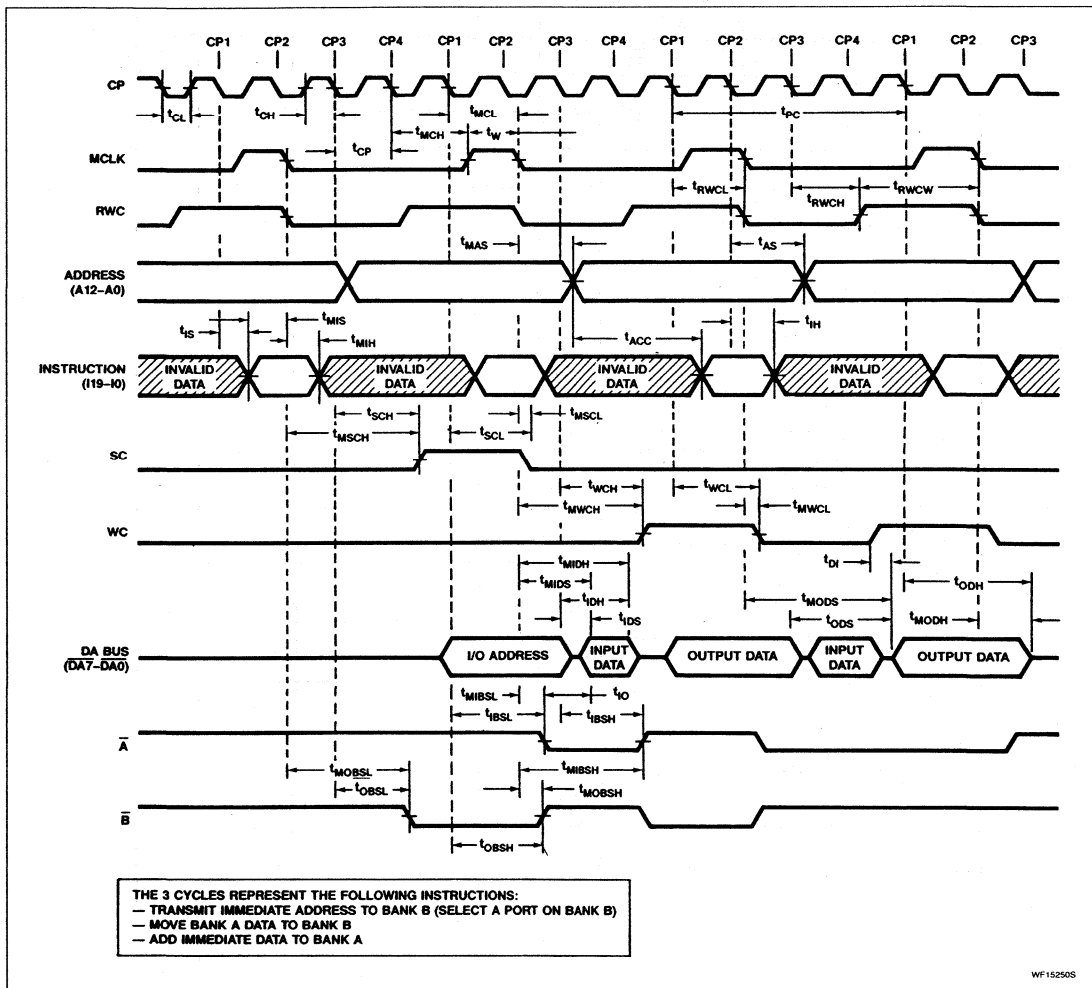 CP1 CP2 CP3 CP4 CP1 CP2 CP3 CP4 CP1 CP2 CP3 CP4 CP1 CP2 CP3
CP
tCL tCH tMCL tPC
tMCH tW
tCP
MCLK
tRWCL tRWCH tRWCW
RWC
tMAS tAS
ADDRESS
(A12–A0)
tIS tMIS tMIH tACC tIH
INSTRUCTION
(I19–I0)
INVALID DATA INVALID DATA INVALID DATA INVALID DATA
tSCH tMSCL
tMSCH tSCL
SC
tWCH tWCL
tMWCH tMWCL
WC
tMIDH tDI
tMIDS tODH
tIDH tMODS
tIDS tODS tMODH
DA BUS
(DA7–DA0)
I/O ADDRESS INPUT DATA OUTPUT DATA INPUT DATA OUTPUT DATA
tMIBSL tIO
tIBSL tIBSH
A
tMOBSL tMIBSH
tOBSL tMOBSH
B
tOBSH
THE 3 CYCLES REPRESENT THE FOLLOWING INSTRUCTIONS:
— TRANSMIT IMMEDIATE ADDRESS TO BANK B (SELECT A PORT ON BANK B)
— MOVE BANK A DATA TO BANK B
— ADD IMMEDIATE DATA TO BANK A
WF15250S